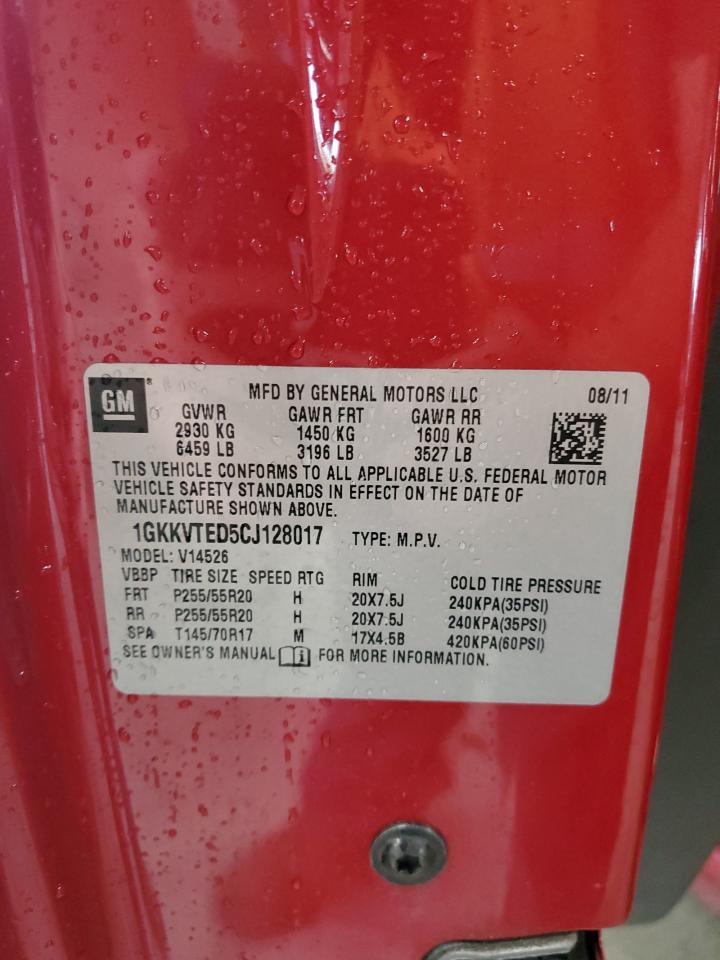 GM ® MFD BY GENERAL MOTORS LLC 08/11
GVWR GAWR FRT GAWR RR
2930 KG 1450 KG 1600 KG
6459 LB 3196 LB 3527 LB
THIS VEHICLE CONFORMS TO ALL APPLICABLE U.S. FEDERAL MOTOR
VEHICLE SAFETY STANDARDS IN EFFECT ON THE DATE OF
MANUFACTURE SHOWN ABOVE.
1GKKVTED5CJ128017 TYPE: M.P.V.
MODEL: V14526
VBBP TIRE SIZE SPEED RTG RIM COLD TIRE PRESSURE
FRT P255/55R20 H 20X7.5J 240KPA(35PSI)
RR P255/55R20 H 20X7.5J 240KPA(35PSI)
SPA T145/70R17 M 17X4.5B 420KPA(60PSI)
SEE OWNER'S MANUAL i FOR MORE INFORMATION.